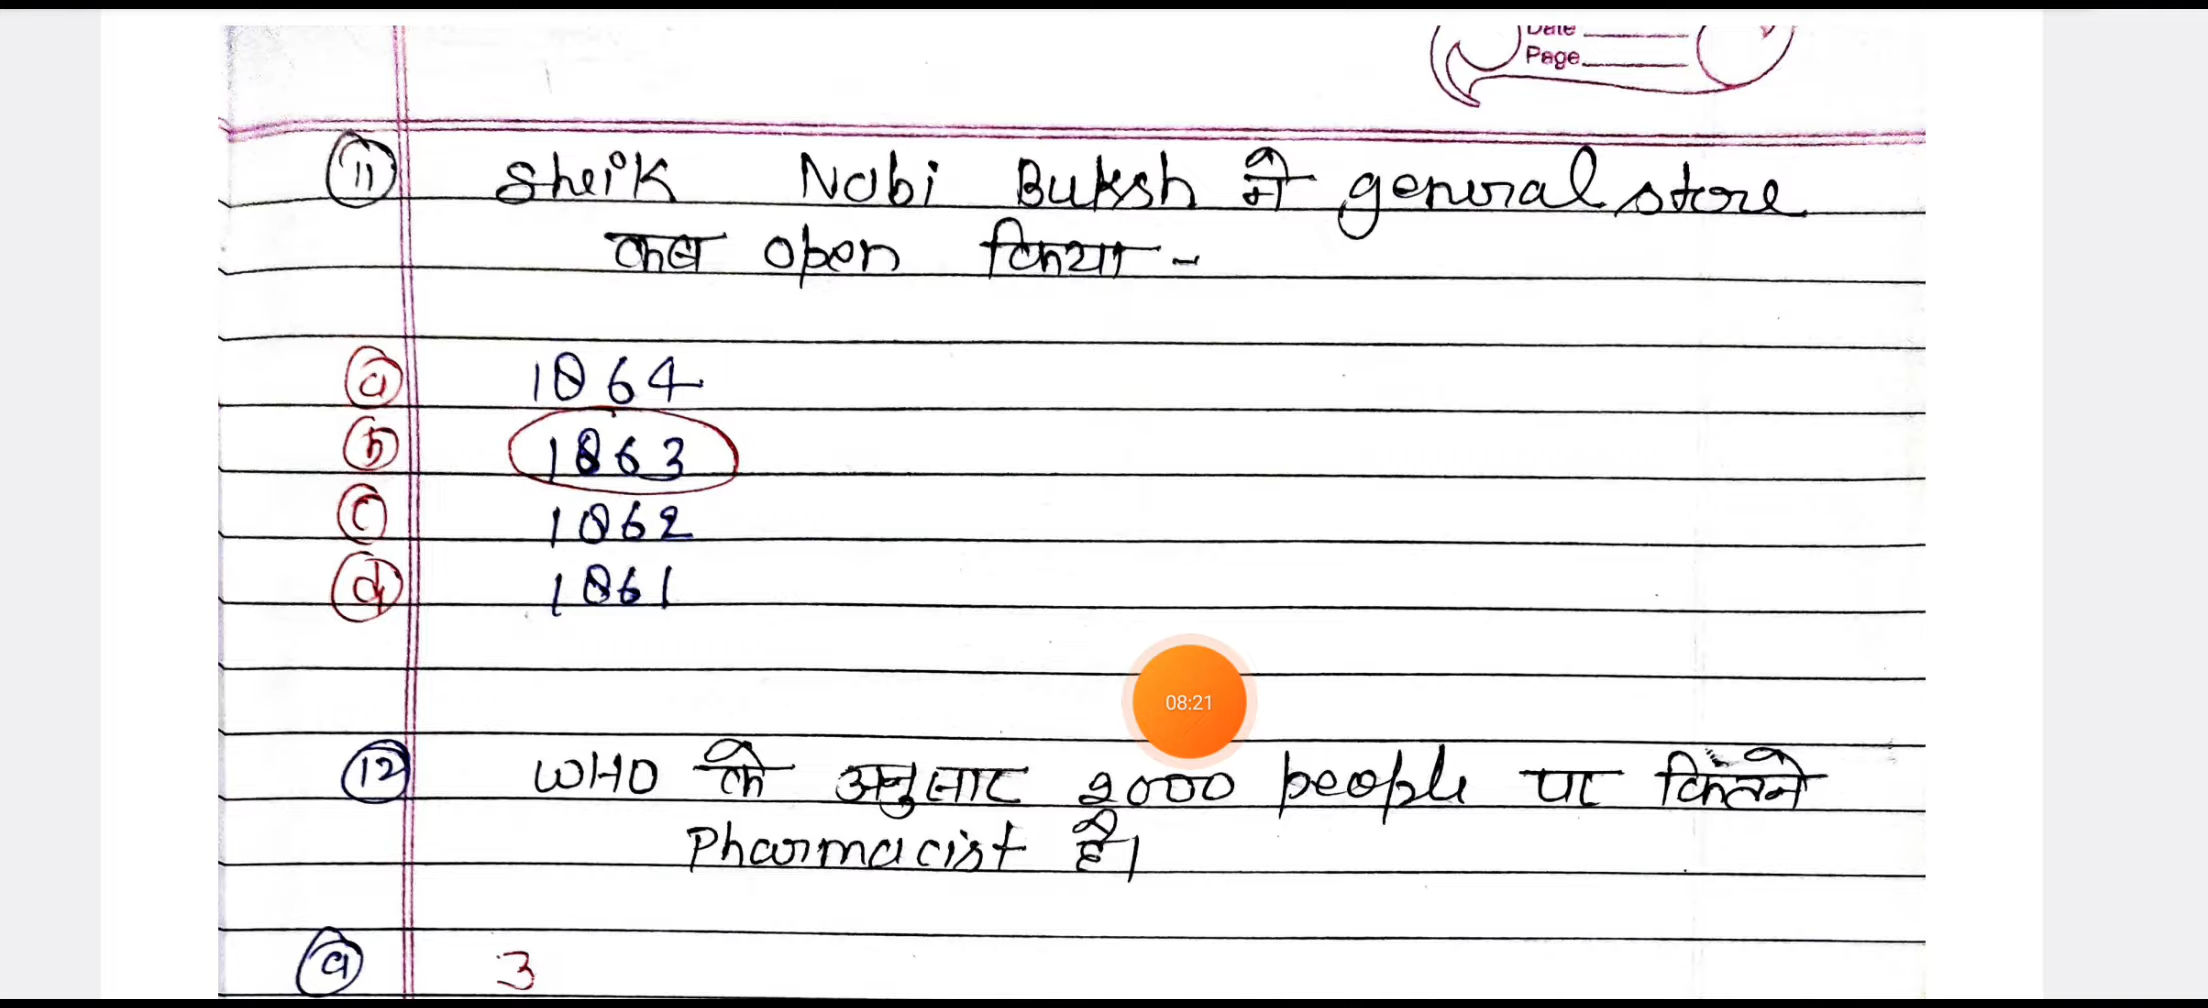 Date
Page
11 Sheik Nabi Buksh ने general store
कब open किया -
a 1864
b 1863
c 1862
d 1861
08:21
12 WHO के अनुसार 2000 people पर कितने
Pharmacist है।
a 3